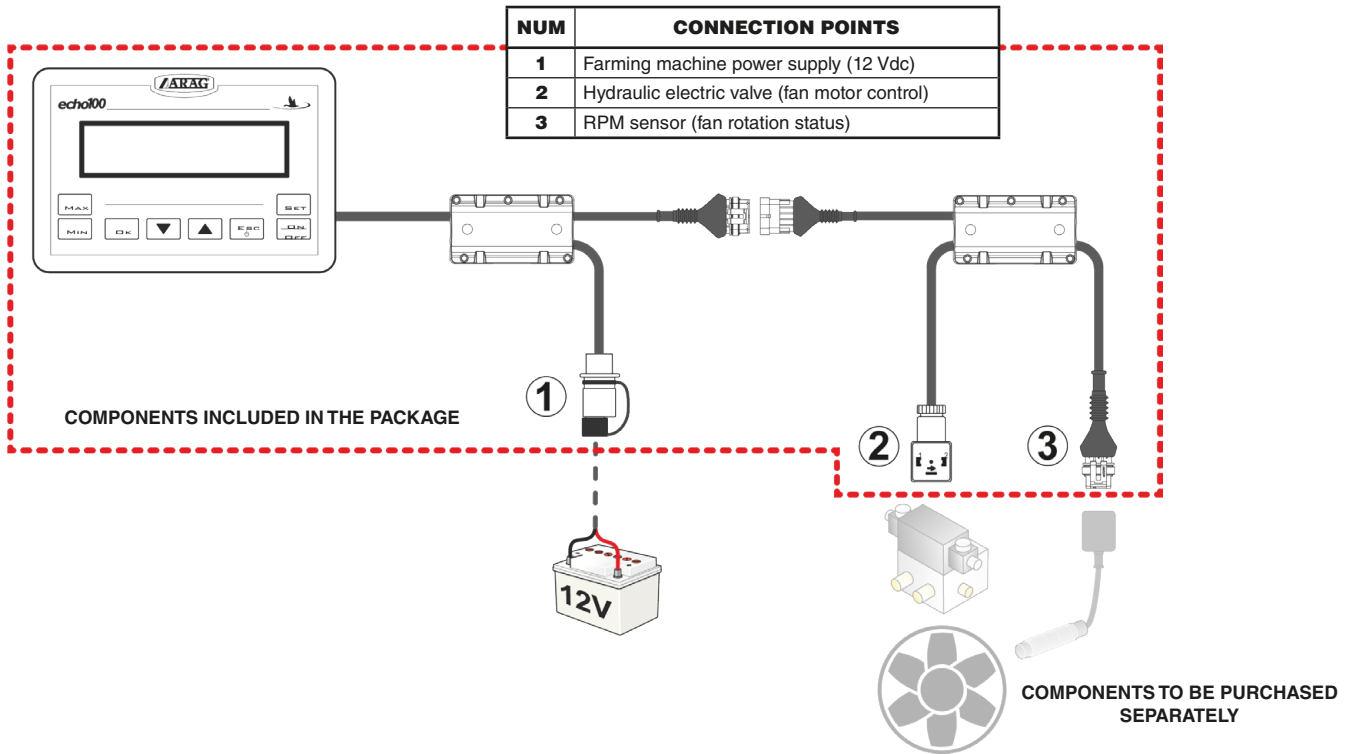 NUM CONNECTION POINTS
1 Farming machine power supply (12 Vdc)
2 Hydraulic electric valve (fan motor control)
3 RPM sensor (fan rotation status)
ARAG
echo100
MAX
SET
MIN
OK
ESC
ON
OFF
1
COMPONENTS INCLUDED IN THE PACKAGE
2
1 2
3
12V
COMPONENTS TO BE PURCHASED
SEPARATELY